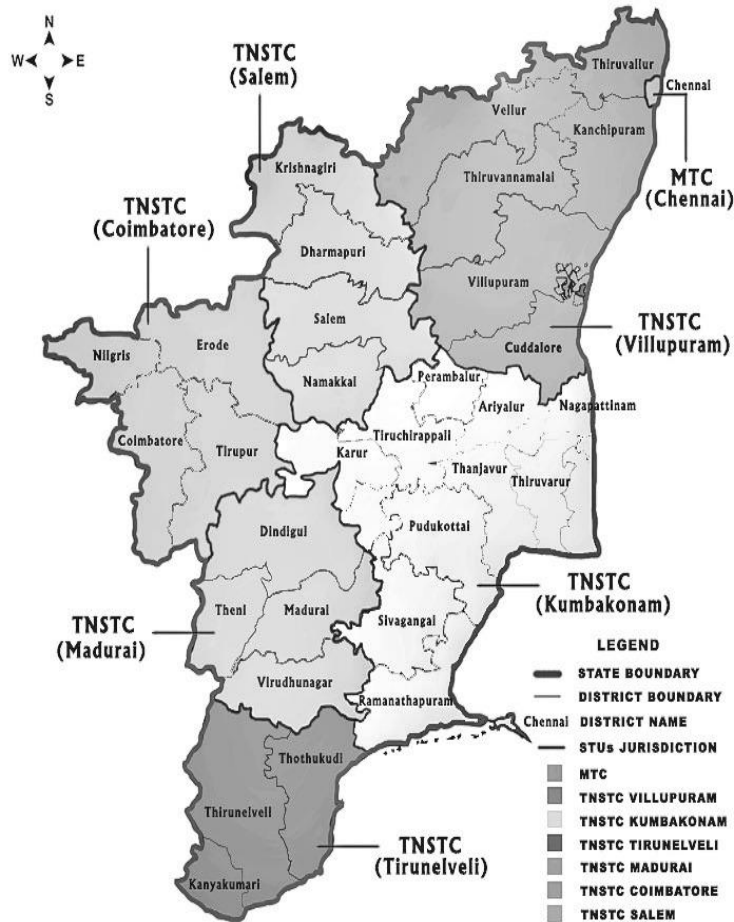 N
W E
S
TNSTC
(Salem)
Thiruvallur
Chennai
Vellur
Kanchipuram
Krishnagiri
Thiruvannamalai
MTC
(Chennai)
TNSTC
(Coimbatore)
Dharmapuri
Villupuram
Salem
TNSTC
(Villupuram)
Nilgris
Erode
Cuddalore
Namakkal
Perambalur
Ariyalur
Nagapattinam
Coimbatore
Tirupur
Karur
Tiruchirappali
Thanjavur
Thiruvarur
Pudukottai
Dindigul
TNSTC
(Kumbakonam)
Theni
Madurai
Sivagangai
TNSTC
(Madurai)
Virudhunagar
Ramanathapuram
Thothukudi
Thirunelveli
TNSTC
(Tirunelveli)
Kanyakumari
LEGEND
STATE BOUNDARY
DISTRICT BOUNDARY
Chennai DISTRICT NAME
STUs JURISDICTION
MTC
TNSTC VILLUPURAM
TNSTC KUMBAKONAM
TNSTC TIRUNELVELI
TNSTC MADURAI
TNSTC COIMBATORE
TNSTC SALEM